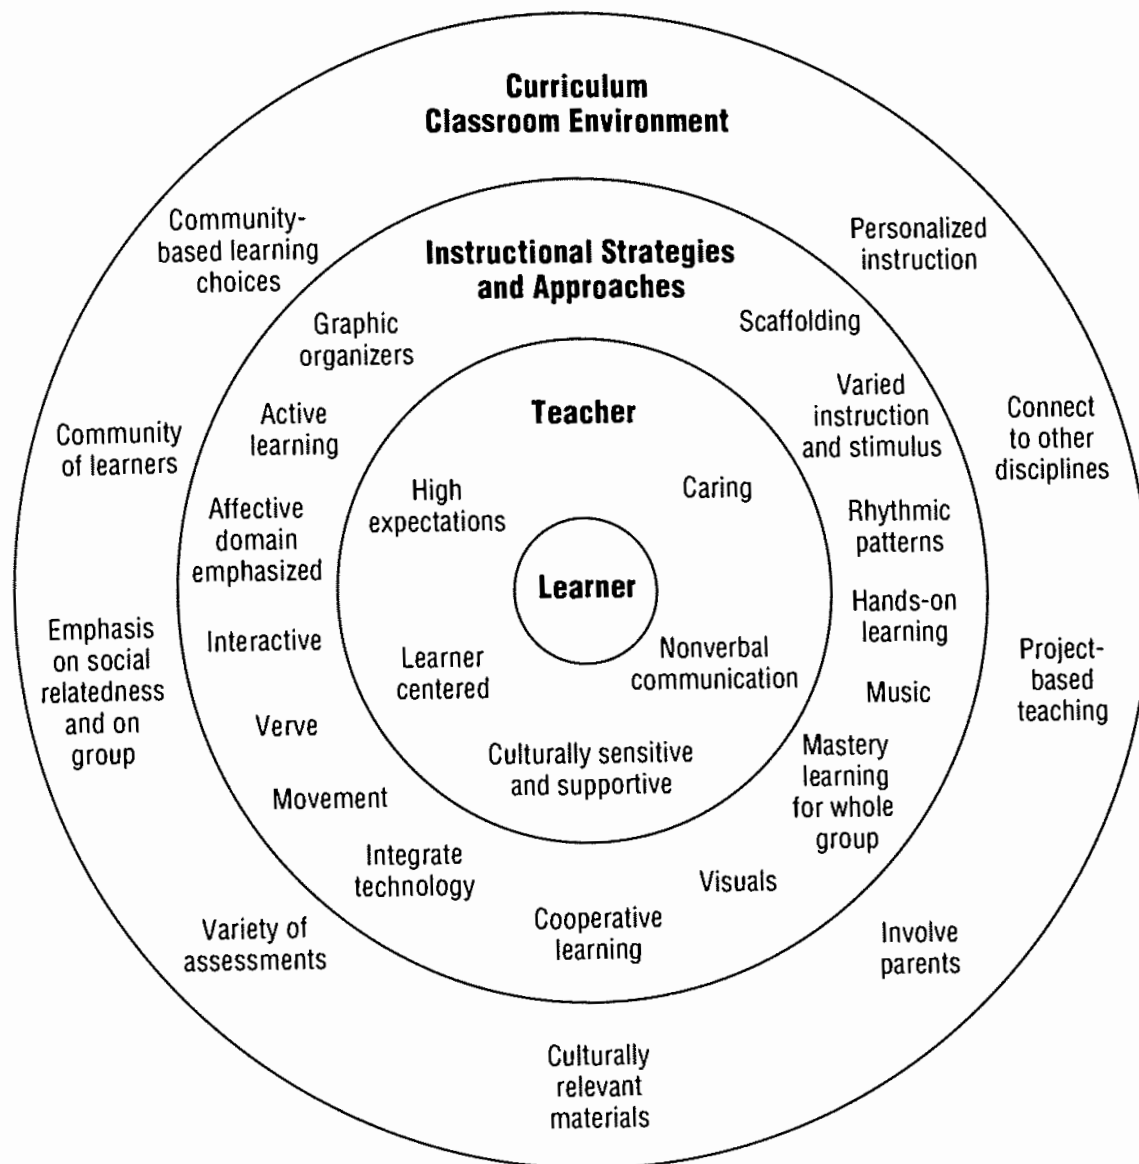 Curriculum
Classroom Environment
Community-
based learning
choices
Personalized
instruction
Instructional Strategies
and Approaches
Graphic
organizers
Scaffolding
Active
learning
Varied
instruction
and stimulus
Community
of learners
Connect
to other
disciplines
Teacher
High
expectations
Caring
Affective
domain
emphasized
Rhythmic
patterns
Learner
Hands-on
learning
Interactive
Emphasis
on social
relatedness
and on
group
Learner
centered
Nonverbal
communication
Project-
based
teaching
Music
Verve
Culturally sensitive
and supportive
Mastery
learning
for whole
group
Movement
Integrate
technology
Visuals
Cooperative
learning
Variety of
assessments
Involve
parents
Culturally
relevant
materials